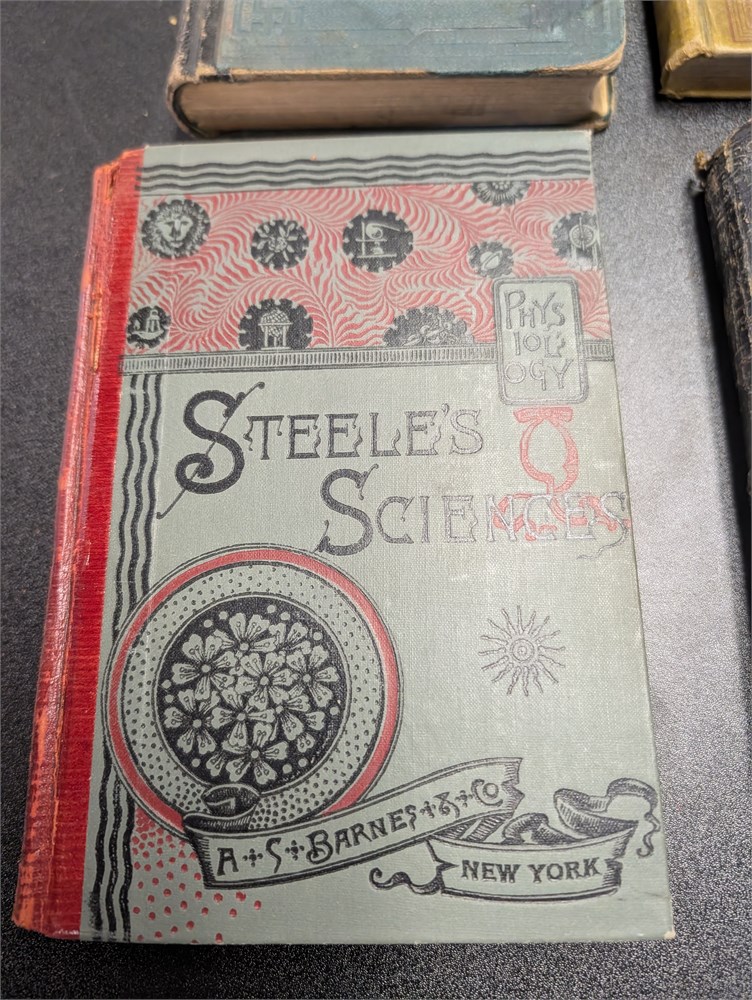 PHYS
IOL
OGY
STEELE'S
SCIENCES
A+S+BARNES+&+Co
NEW YORK